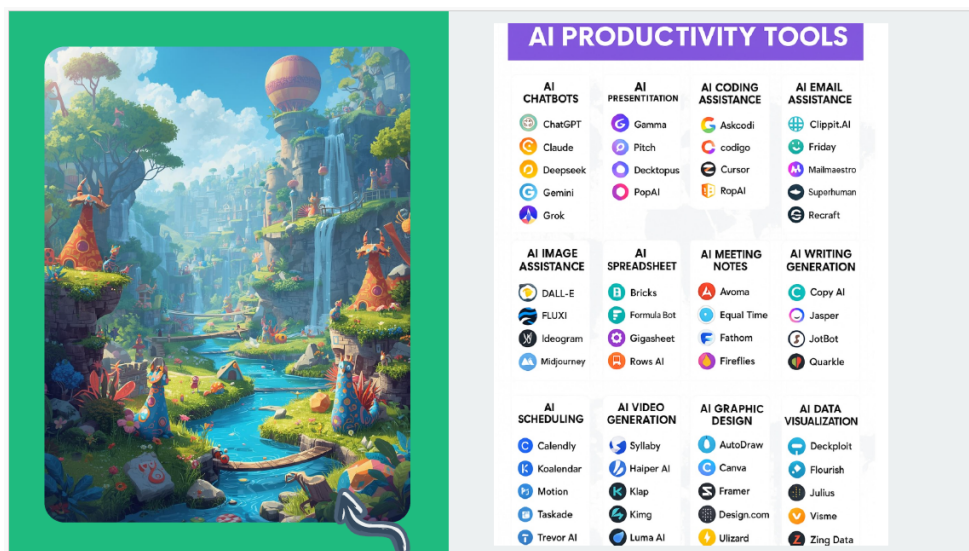 AI PRODUCTIVITY TOOLS
AI
CHATBOTS
ChatGPT
Claude
Deepseek
Gemini
Grok
AI
PRESENTITATION
Gamma
Pitch
Decktopus
PopAI
AI CODING
ASSISTANCE
Askcodi
codigo
Cursor
RopAI
AI EMAIL
ASSISTANCE
Clippit.AI
Friday
Mailmaestro
Superhuman
Recraft
AI IMAGE
ASSISTANCE
DALL-E
FLUXI
Ideogram
Midjourney
AI
SPREADSHEET
Bricks
Formula Bot
Gigasheet
Rows AI
AI MEETING
NOTES
Avoma
Equal Time
Fathom
Fireflies
AI WRITING
GENERATION
Copy AI
Jasper
JotBot
Quarkle
AI
SCHEDULING
Calendly
Koalendar
Motion
Taskade
Trevor AI
AI VIDEO
GENERATION
Syllaby
Haiper AI
Klap
Kimg
Luma AI
AI GRAPHIC
DESIGN
AutoDraw
Canva
Framer
Design.com
Ulizard
AI DATA
VISUALIZATION
Deckploit
Flourish
Julius
Visme
Zing Data